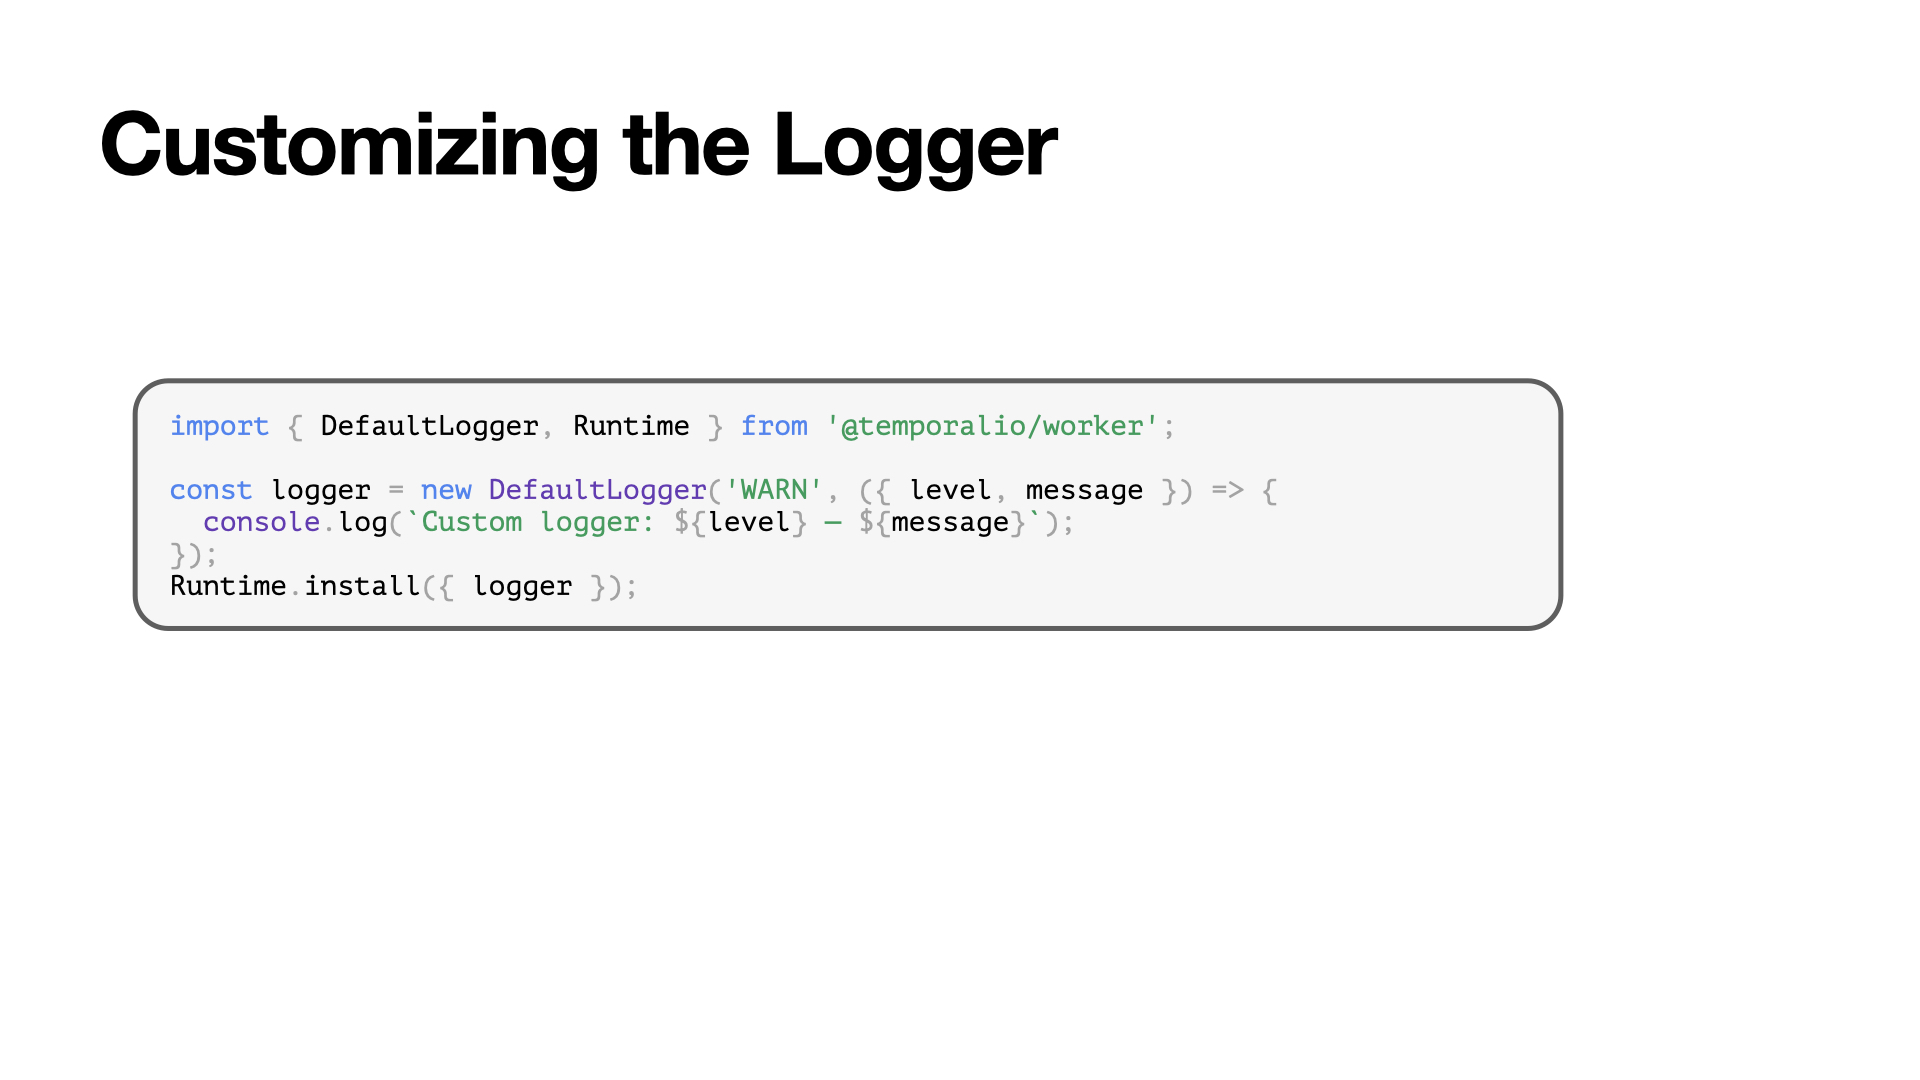 Customizing the Logger
import { DefaultLogger, Runtime } from '@temporalio/worker';
const logger = new DefaultLogger('WARN', ({ level, message }) => {
  console.log(`Custom logger: ${level} — ${message}`);
});
Runtime.install({ logger });